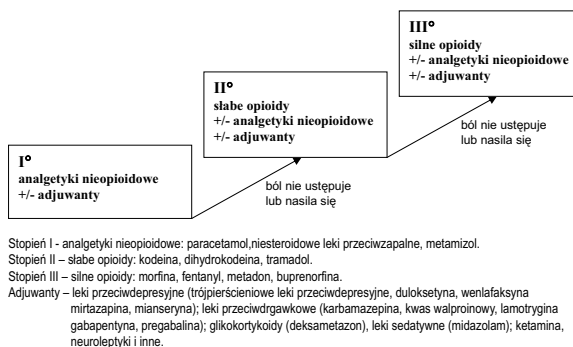 III°
silne opioidy
+/- analgetyki nieopioidowe
+/- adjuwanty
II°
słabe opioidy
+/- analgetyki nieopioidowe
+/- adjuwanty
ból nie ustępuje
lub nasila się
I°
analgetyki nieopioidowe
+/- adjuwanty
ból nie ustępuje
lub nasila się
Stopień I - analgetyki nieopioidowe: paracetamol,niesteroidowe leki przeciwzapalne, metamizol.
Stopień II – słabe opioidy: kodeina, dihydrokodeina, tramadol.
Stopień III – silne opioidy: morfina, fentanyl, metadon, buprenorfina.
Adjuwanty – leki przeciwdepresyjne (trójpierścieniowe leki przeciwdepresyjne, duloksetyna, wenlafaksyna
mirtazapina, mianseryna); leki przeciwdrgawkowe (karbamazepina, kwas walproinowy, lamotrygina
gabapentyna, pregabalina); glikokortykoidy (deksametazon), leki sedatywne (midazolam); ketamina,
neuroleptyki i inne.